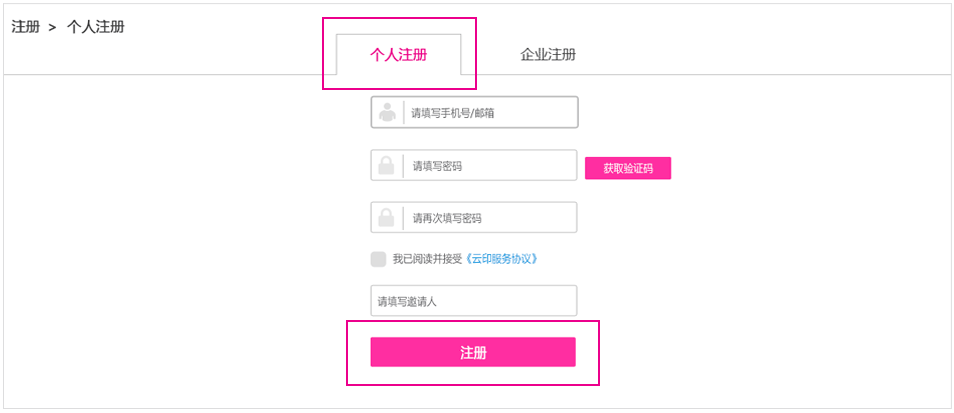 注册 > 个人注册
个人注册 企业注册
请填写手机号/邮箱
请填写密码 获取验证码
请再次填写密码
我已阅读并接受《云印服务协议》
请填写邀请人
注册